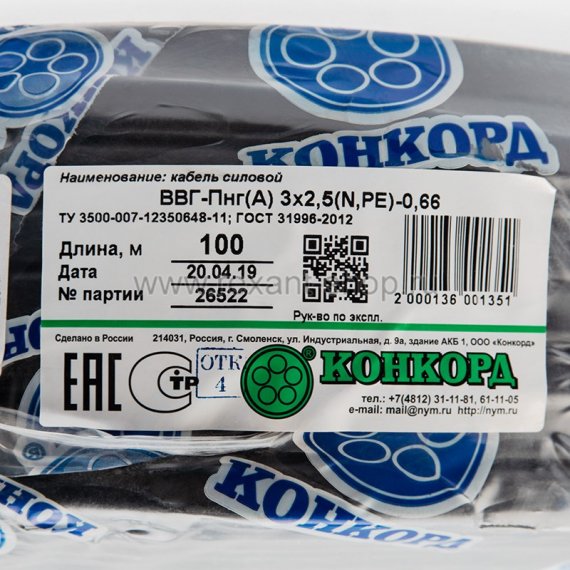 КОНКОРД
Наименование: кабель силовой
ВВГ-Пнг(А) 3х2,5(N,PE)-0,66
ТУ 3500-007-12350648-11; ГОСТ 31996-2012
Длина, м 100
Дата 20.04.19
№ партии 26522
2 000136 001351
Рук-во по экспл.
Сделано в России 214031, Россия, г. Смоленск, ул. Индустриальная, д. 9а, здание АКБ 1, ООО «Конкорд»
ЕАС
СТР
ОТК
4
® КОНКОРД
тел.: +7(4812) 31-11-81, 61-11-05
e-mail: mail@nym.ru http://nym.ru
КОНКОРД